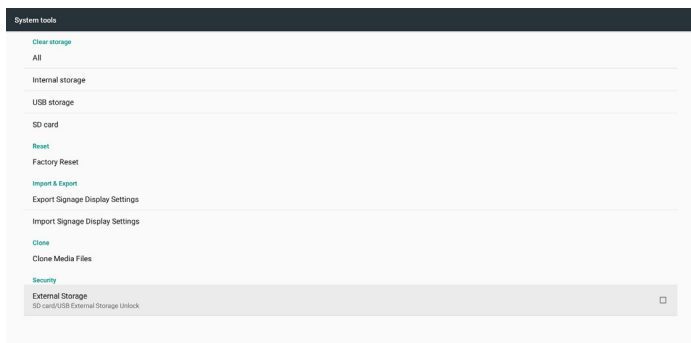 System tools
Clear storage
All
Internal storage
USB storage
SD card
Reset
Factory Reset
Import & Export
Export Signage Display Settings
Import Signage Display Settings
Clone
Clone Media Files
Security
External Storage
SD card/USB External Storage Unlock